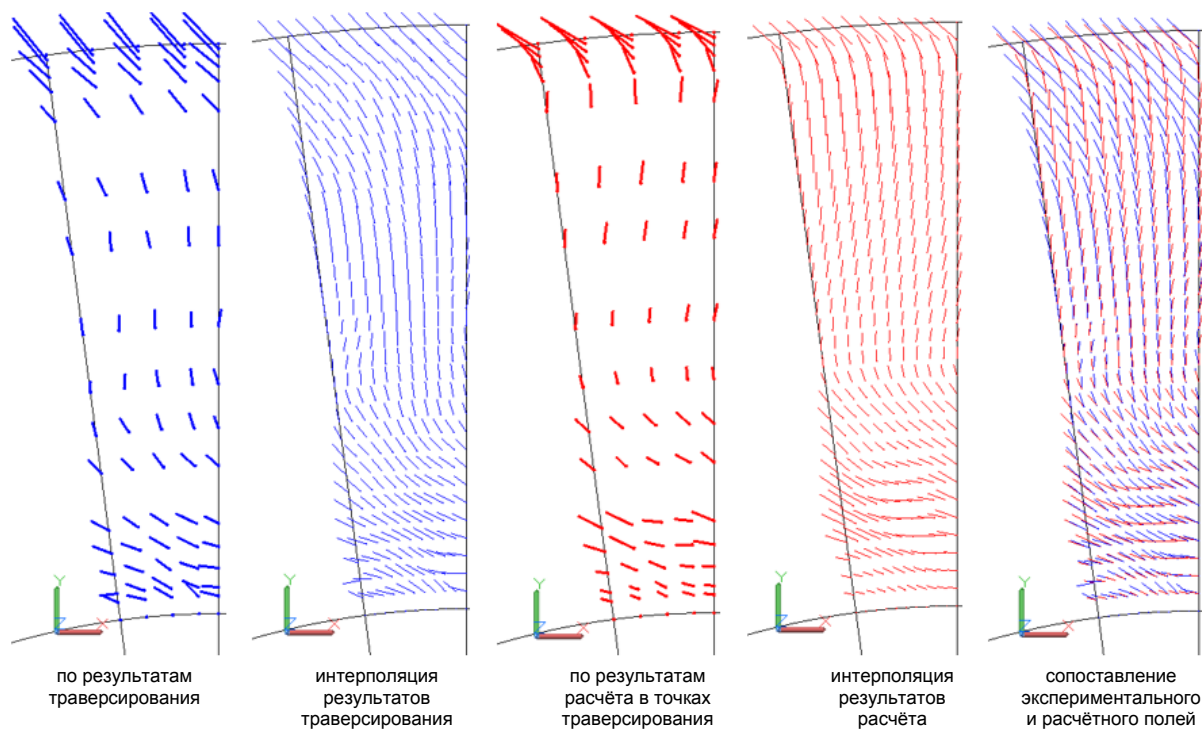 Y
Z
X
Y
Z
X
Y
Z
X
Y
Z
X
Y
Z
X
по результатам
траверсирования
интерполяция
результатов
траверсирования
по результатам
расчёта в точках
траверсирования
интерполяция
результатов
расчёта
сопоставление
экспериментального
и расчётного полей